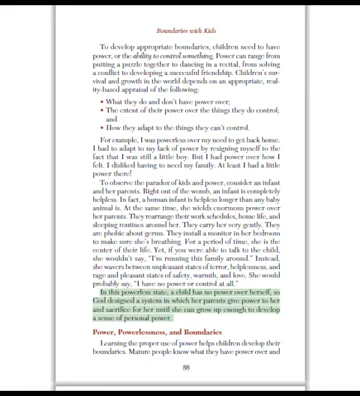 Boundaries with Kids
To develop appropriate boundaries, children need to have
power, or the ability to control something. Power can range from
putting a puzzle together to dancing in a recital, from solving
a conflict to developing a successful friendship. Children's sur-
vival and growth in the world depends on an appropriate, real-
ity-based appraisal of the following:
• What they do and don't have power over;
• The extent of their power over the things they do control;
and
• How they adapt to the things they can't control.
For example, I was powerless over my need to get back home.
I had to adapt to my lack of power by resigning myself to the
fact that I was still a little boy. But I had power over how I
felt. I disliked having to need my family. At least I had a little
power there!
To observe the paradox of kids and power, consider an infant
and her parents. Right out of the womb, an infant is completely
helpless. In fact, a human infant is helpless longer than any baby
animal is. At the same time, she wields enormous power over
her parents. They rearrange their work schedules, home life, and
sleeping routines around her. They carry her very gently. They
are phobic about germs. They install a monitor in her bedroom
to make sure she's breathing. For a period of time, she is the
center of their life. Yet, if you were able to talk to the child,
she wouldn't say, "I'm running this family around." Instead,
she wavers between unpleasant states of terror, helplessness, and
rage and pleasant states of safety, warmth, and love. She would
probably say, "I have no power or control at all."
In this powerless state, a child has no power over herself, so
God designed a system in which her parents give power to her
and sacrifice for her until she can grow up enough to develop
a sense of personal power.
Power, Powerlessness, and Boundaries
Learning the proper use of power helps children develop their
boundaries. Mature people know what they have power over and
88